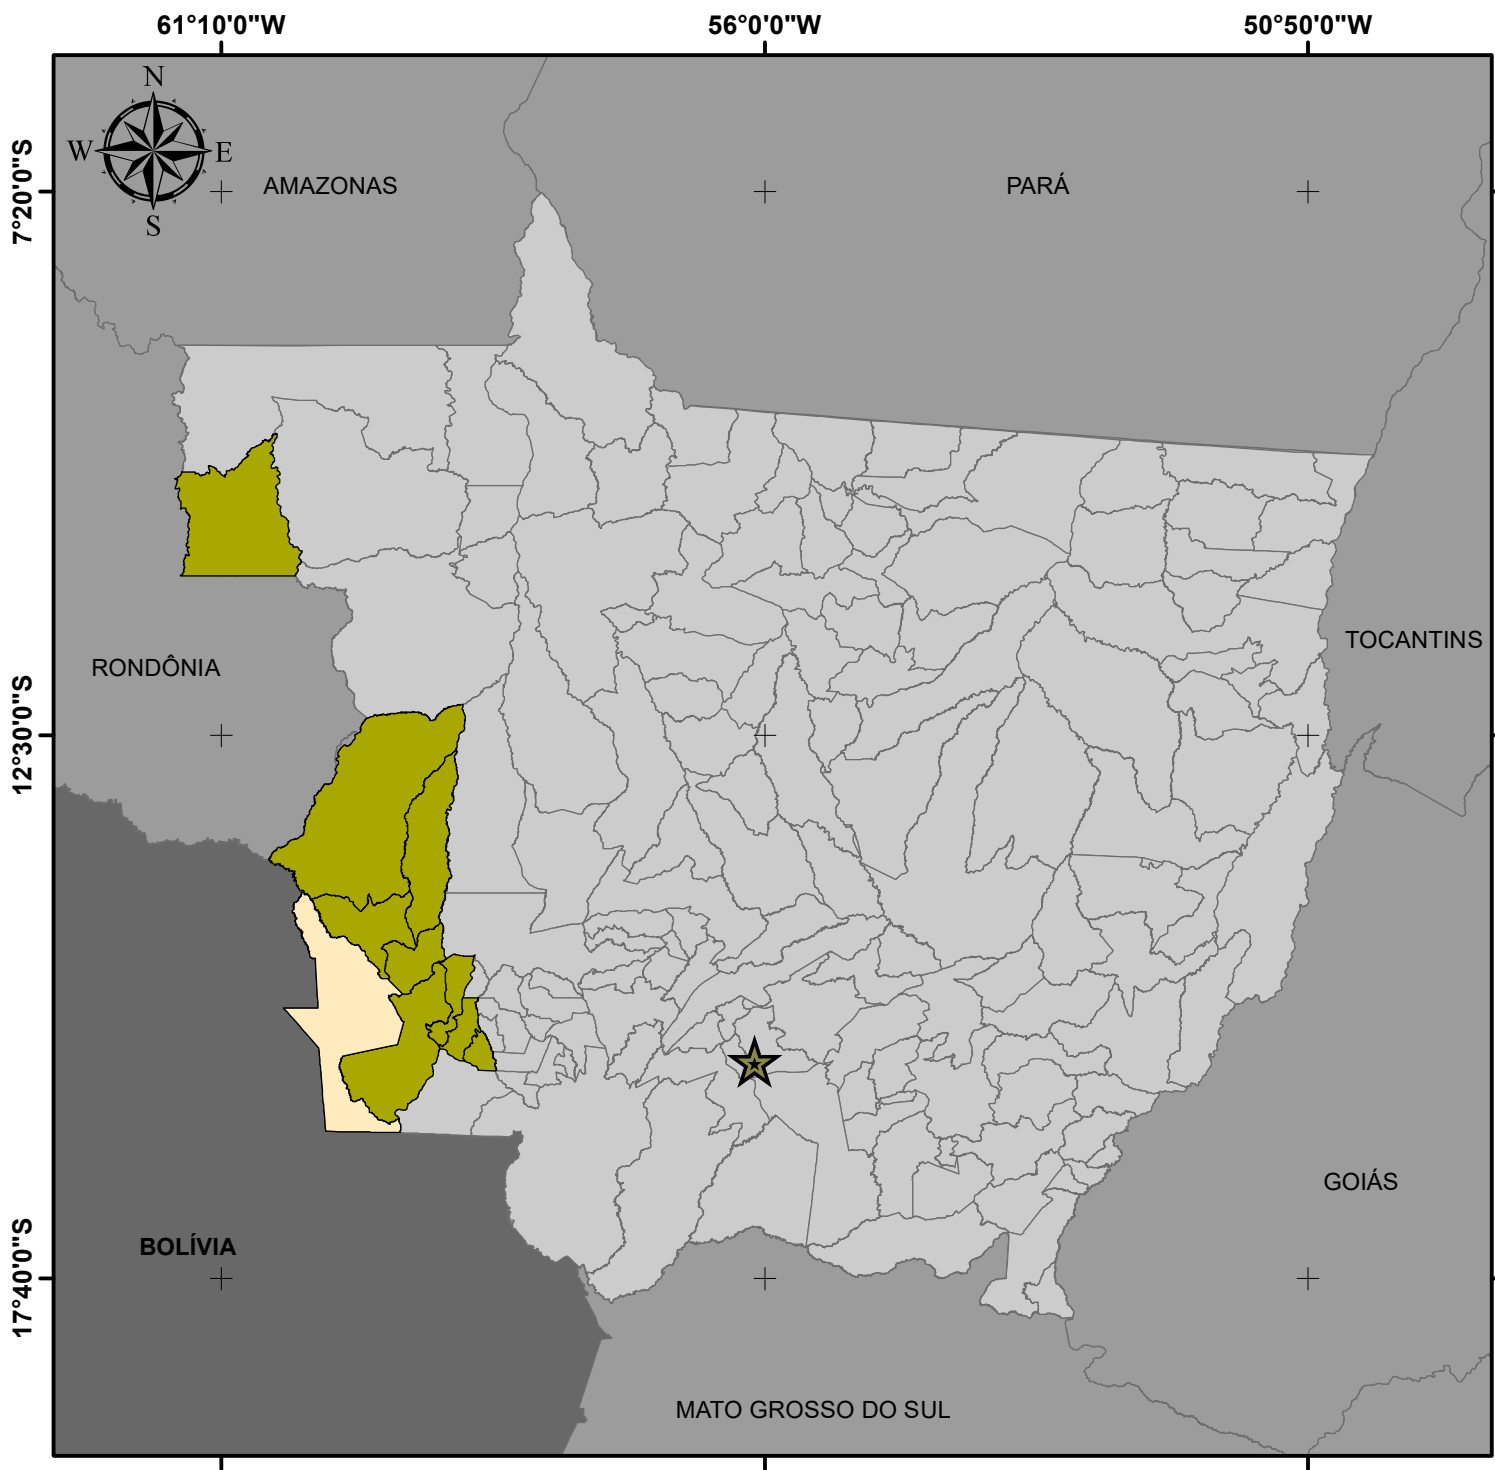 61°10'0"W 56°0'0"W 50°50'0"W
N
W E
S
7°20'0"S
AMAZONAS PARÁ
12°30'0"S
RONDÔNIA TOCANTINS
17°40'0"S
GOIÁS
BOLÍVIA
MATO GROSSO DO SUL